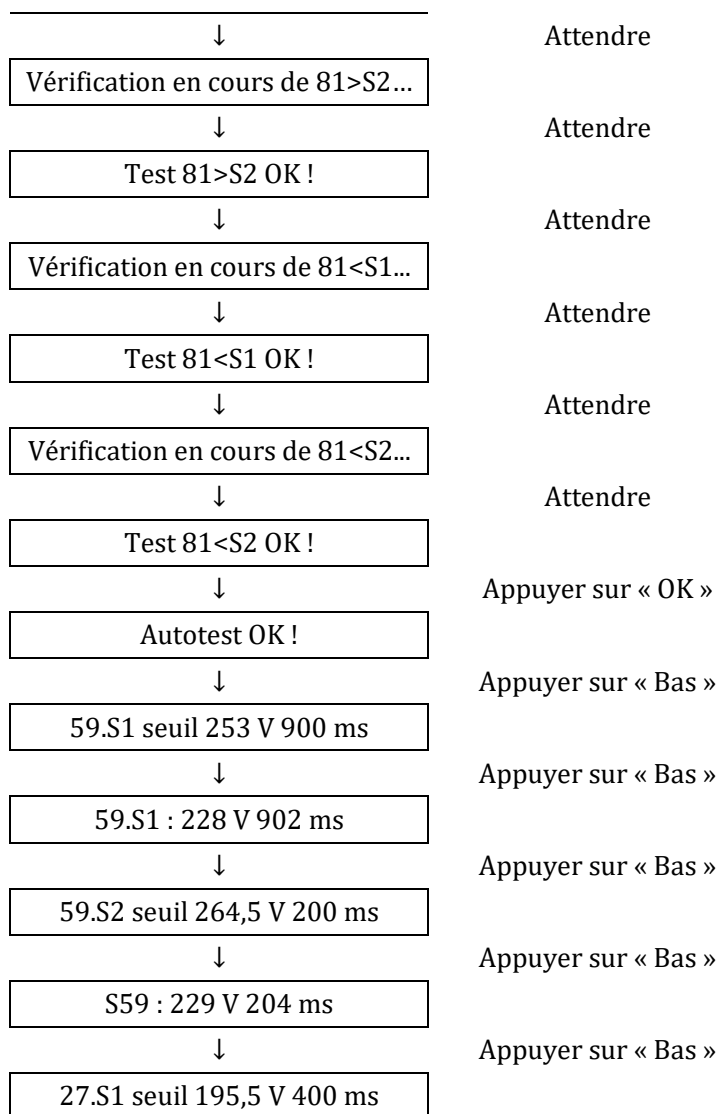 ↓ Attendre
Vérification en cours de 81>S2…
↓ Attendre
Test 81>S2 OK !
↓ Attendre
Vérification en cours de 81<S1...
↓ Attendre
Test 81<S1 OK !
↓ Attendre
Vérification en cours de 81<S2...
↓ Attendre
Test 81<S2 OK !
↓ Appuyer sur « OK »
Autotest OK !
↓ Appuyer sur « Bas »
59.S1 seuil 253 V 900 ms
↓ Appuyer sur « Bas »
59.S1 : 228 V 902 ms
↓ Appuyer sur « Bas »
59.S2 seuil 264,5 V 200 ms
↓ Appuyer sur « Bas »
S59 : 229 V 204 ms
↓ Appuyer sur « Bas »
27.S1 seuil 195,5 V 400 ms